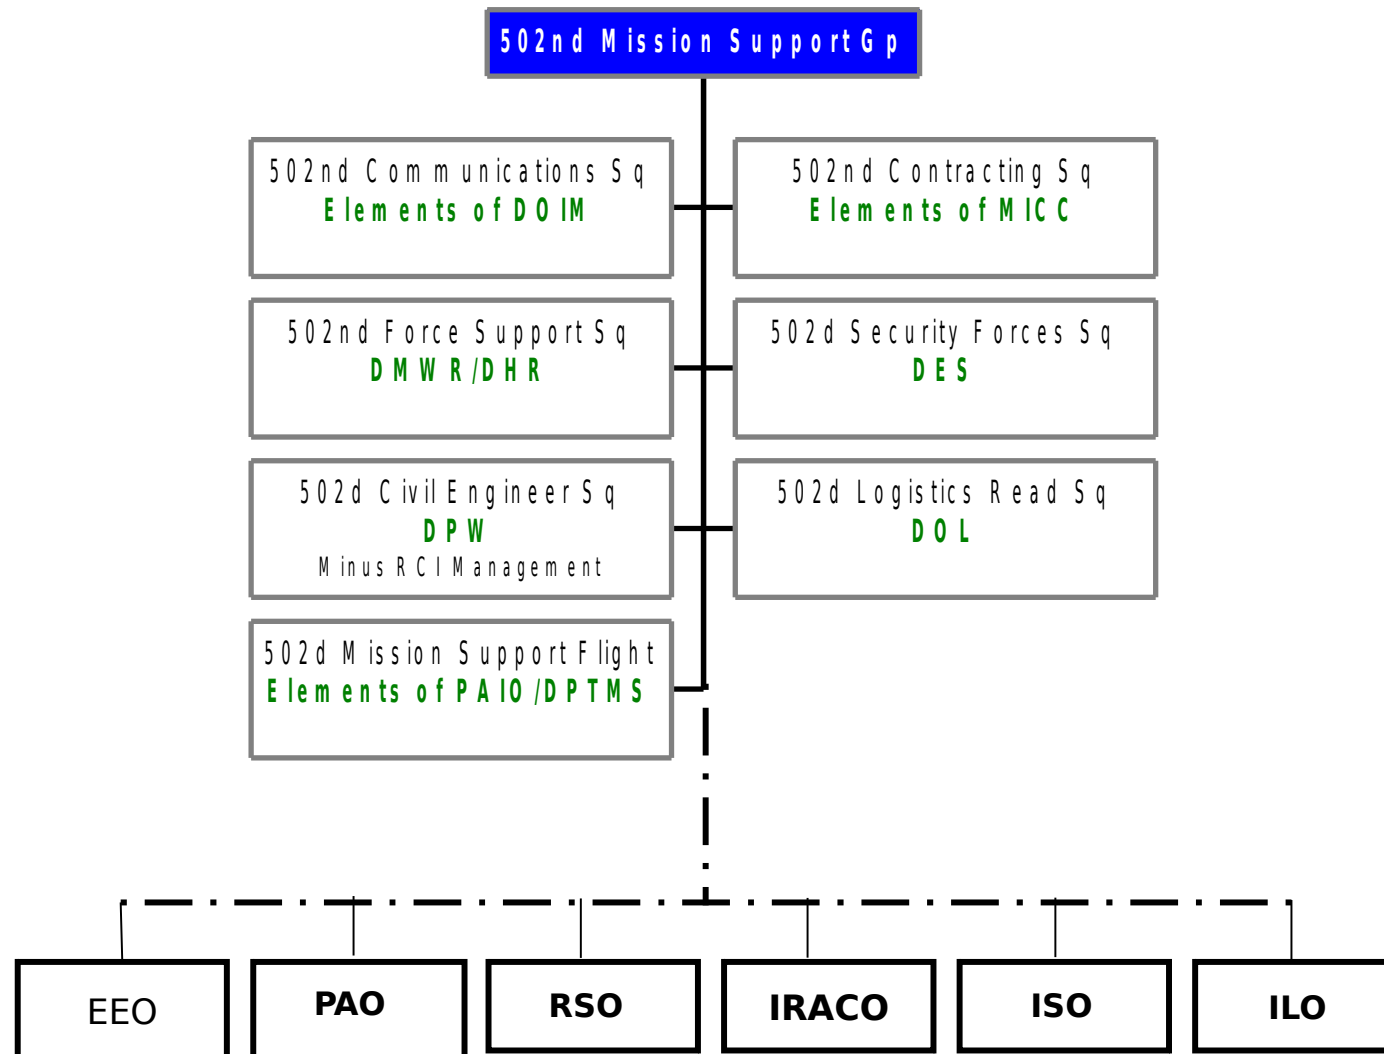 502nd Mission Support Gp
502nd Communications Sq
Elements of DOIM
502nd Contracting Sq
Elements of MICC
502nd Force Support Sq
DMWR/DHR
502d Security Forces Sq
DES
502d Civil Engineer Sq
DPW
Minus RCI Management
502d Logistics Read Sq
DOL
502d Mission Support Flight
Elements of PAIO/DPTMS
EEO
PAO
RSO
IRACO
ISO
ILO